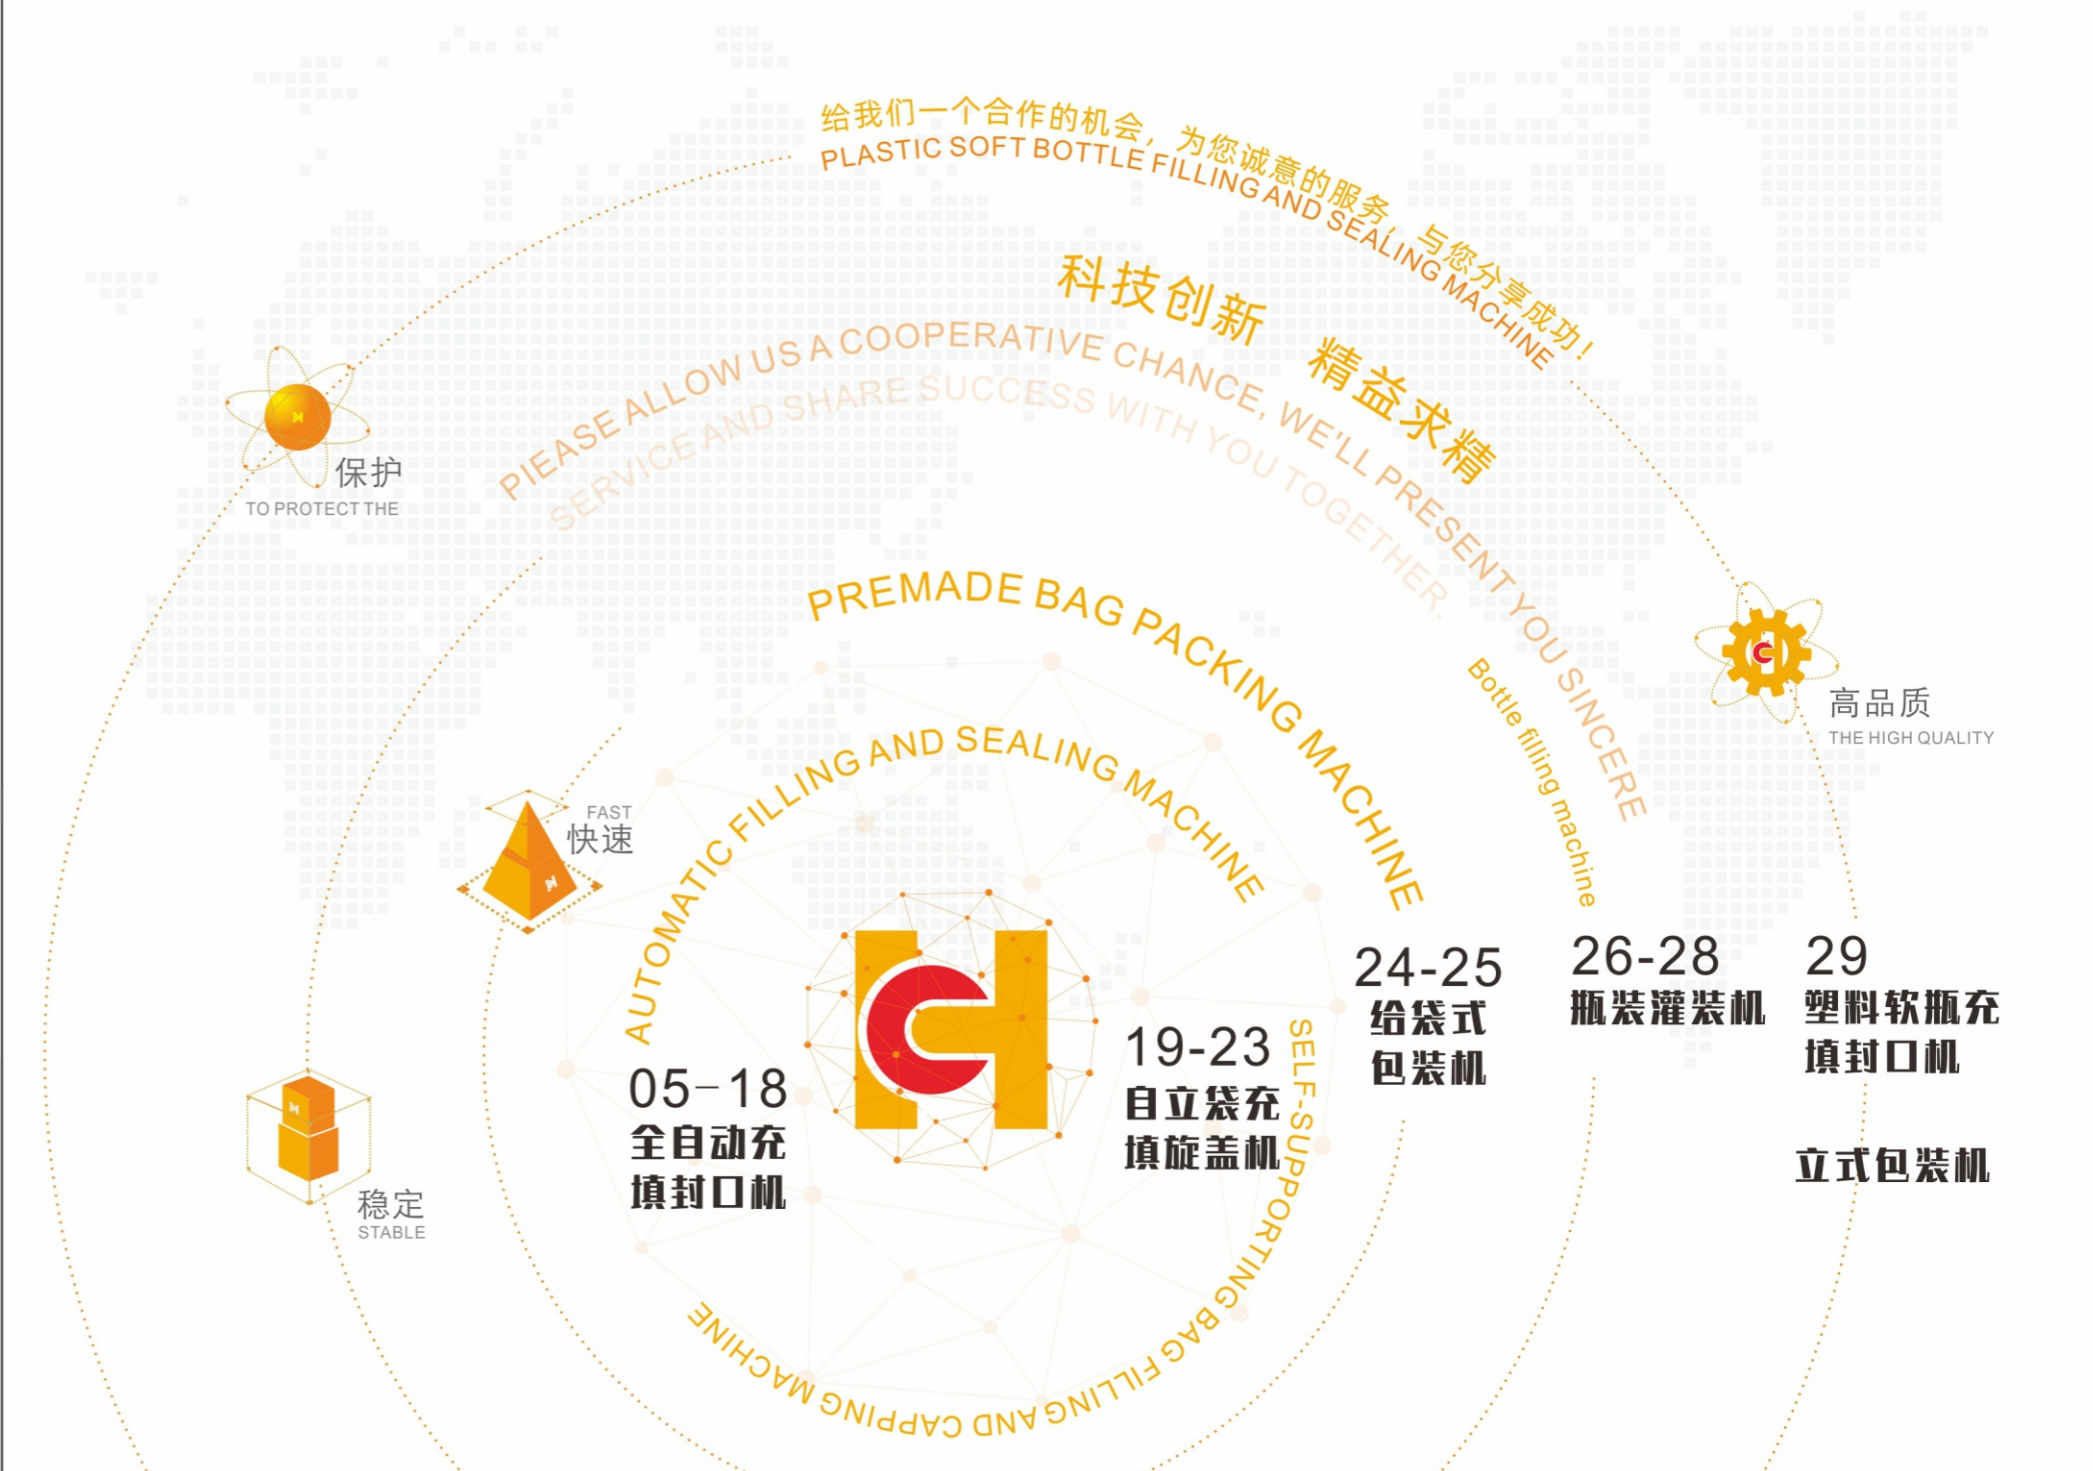 给我们一个合作的机会，为您诚意的服务，与您分享成功！
PLASTIC SOFT BOTTLE FILLING AND SEALING MACHINE
科技创新 精益求精
PIEASE ALLOW US A COOPERATIVE CHANCE, WE'LL PRESENT YOU SINCERE
SERVICE AND SHARE SUCCESS WITH YOU TOGETHER.
保护
TO PROTECT THE
PREMADE BAG PACKING MACHINE
Bottle filling machine
高品质
THE HIGH QUALITY
AUTOMATIC FILLING AND SEALING MACHINE
FAST
快速
05-18
全自动充
填封口机
19-23
自立袋充
填旋盖机
SELF-SUPPORTING BAG FILLING AND CAPPING MACHINE
24-25
给袋式
包装机
26-28
瓶装灌装机
29
塑料软瓶充
填封口机
立式包装机
稳定
STABLE